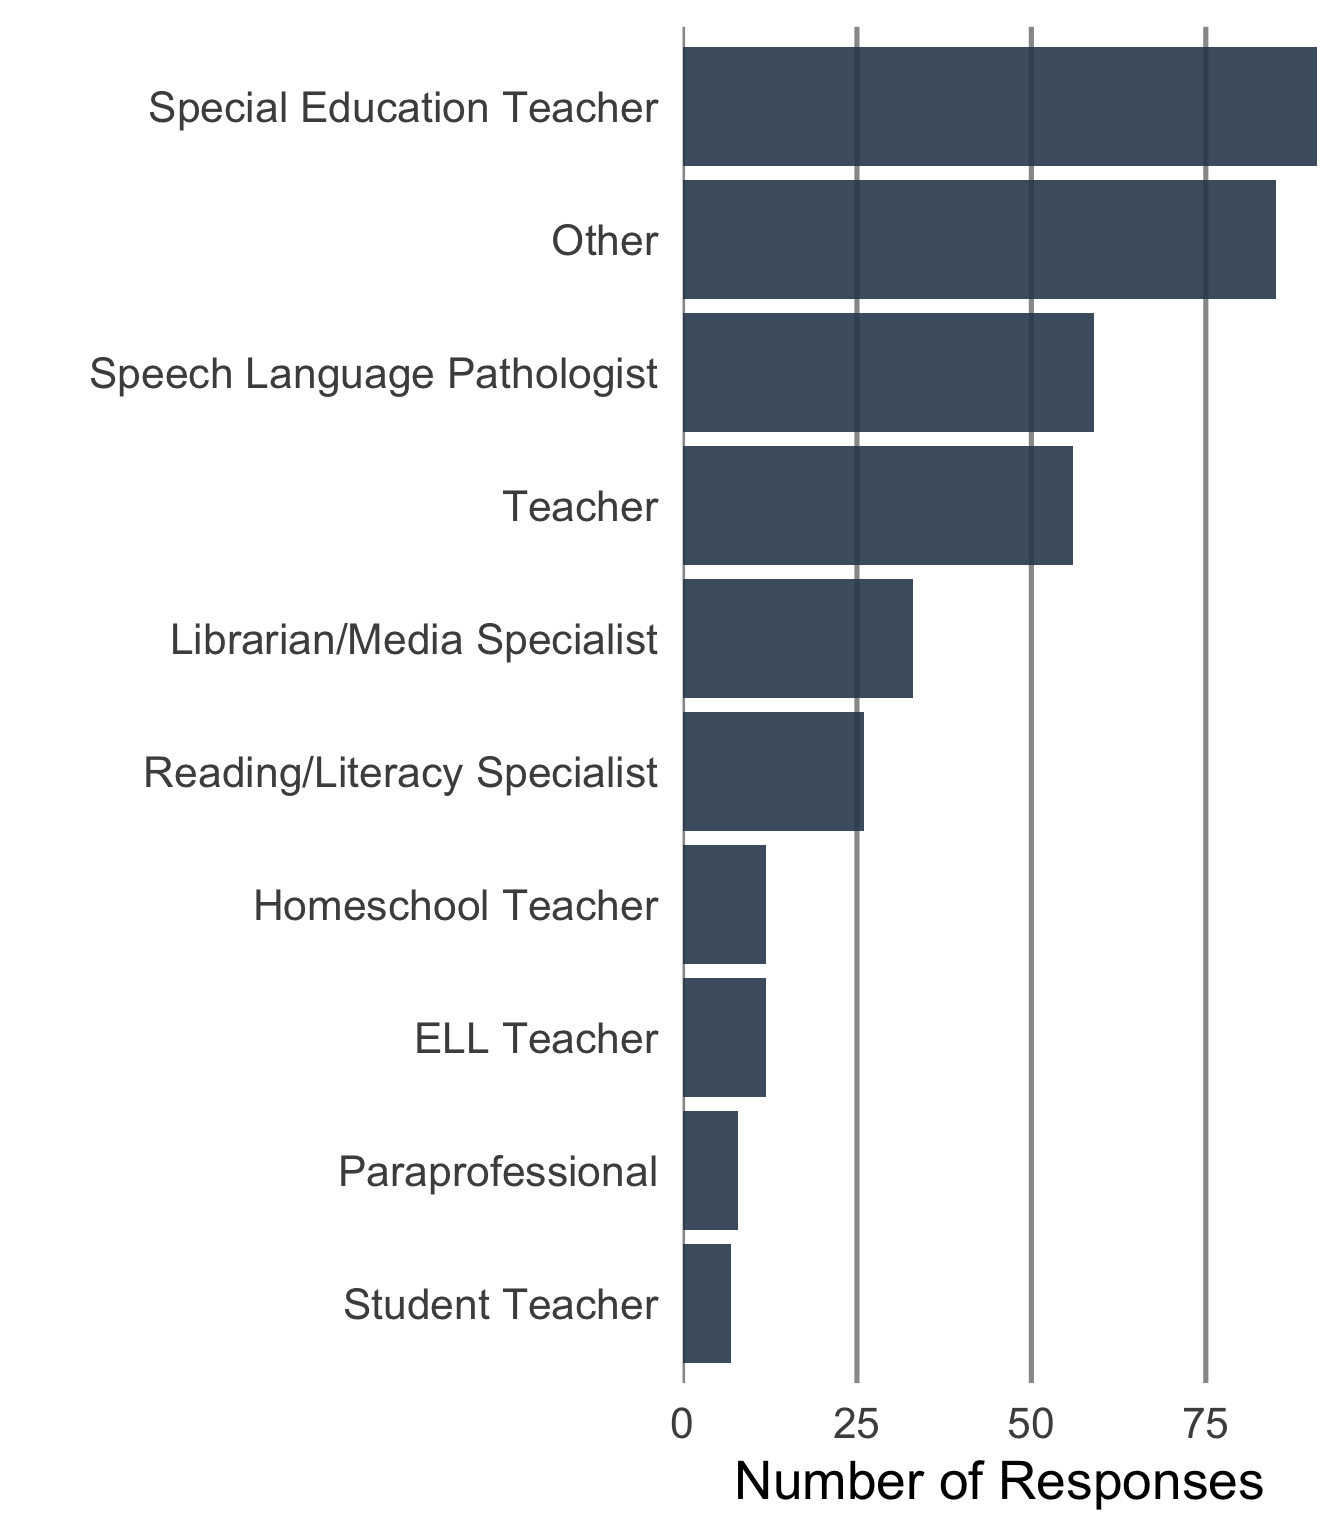 Special Education Teacher
Other
Speech Language Pathologist
Teacher
Librarian/Media Specialist
Reading/Literacy Specialist
Homeschool Teacher
ELL Teacher
Paraprofessional
Student Teacher
0 25 50 75
Number of Responses